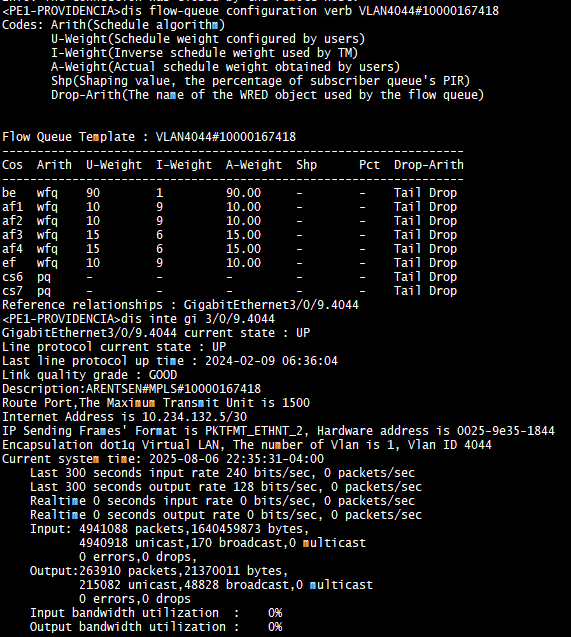 <PE1-PROVIDENCIA>dis flow-queue configuration verb VLAN4044#10000167418
Codes: Arith(Schedule algorithm)
       U-Weight(Schedule weight configured by users)
       I-Weight(Inverse schedule weight used by TM)
       A-Weight(Actual schedule weight obtained by users)
       Shp(Shaping value, the percentage of subscriber queue's PIR)
       Drop-Arith(The name of the WRED object used by the flow queue)
Flow Queue Template : VLAN4044#10000167418
------------------------------------------------------------------
Cos  Arith  U-Weight  I-Weight  A-Weight  Shp      Pct  Drop-Arith
------------------------------------------------------------------
be   wfq    90        1         90.00     -        -    Tail Drop
af1  wfq    10        9         10.00     -        -    Tail Drop
af2  wfq    10        9         10.00     -        -    Tail Drop
af3  wfq    15        6         15.00     -        -    Tail Drop
af4  wfq    15        6         15.00     -        -    Tail Drop
ef   wfq    10        9         10.00     -        -    Tail Drop
cs6  pq     -         -         -         -        -    Tail Drop
cs7  pq     -         -         -         -        -    Tail Drop
Reference relationships : GigabitEthernet3/0/9.4044
<PE1-PROVIDENCIA>dis inte gi 3/0/9.4044
GigabitEthernet3/0/9.4044 current state : UP
Line protocol current state : UP
Last line protocol up time : 2024-02-09 06:36:04
Link quality grade : GOOD
Description:ARENTSEN#MPLS#10000167418
Route Port,The Maximum Transmit Unit is 1500
Internet Address is 10.234.132.5/30
IP Sending Frames' Format is PKTFMT_ETHNT_2, Hardware address is 0025-9e35-1844
Encapsulation dot1q Virtual LAN, The number of Vlan is 1, Vlan ID 4044
Current system time: 2025-08-06 22:35:31-04:00
    Last 300 seconds input rate 240 bits/sec, 0 packets/sec
    Last 300 seconds output rate 128 bits/sec, 0 packets/sec
    Realtime 0 seconds input rate 0 bits/sec, 0 packets/sec
    Realtime 0 seconds output rate 0 bits/sec, 0 packets/sec
    Input: 4941088 packets,1640459873 bytes,
           4940918 unicast,170 broadcast,0 multicast
           0 errors,0 drops,
    Output:263910 packets,21370011 bytes,
           215082 unicast,48828 broadcast,0 multicast
           0 errors,0 drops
    Input bandwidth utilization  :    0%
    Output bandwidth utilization :    0%